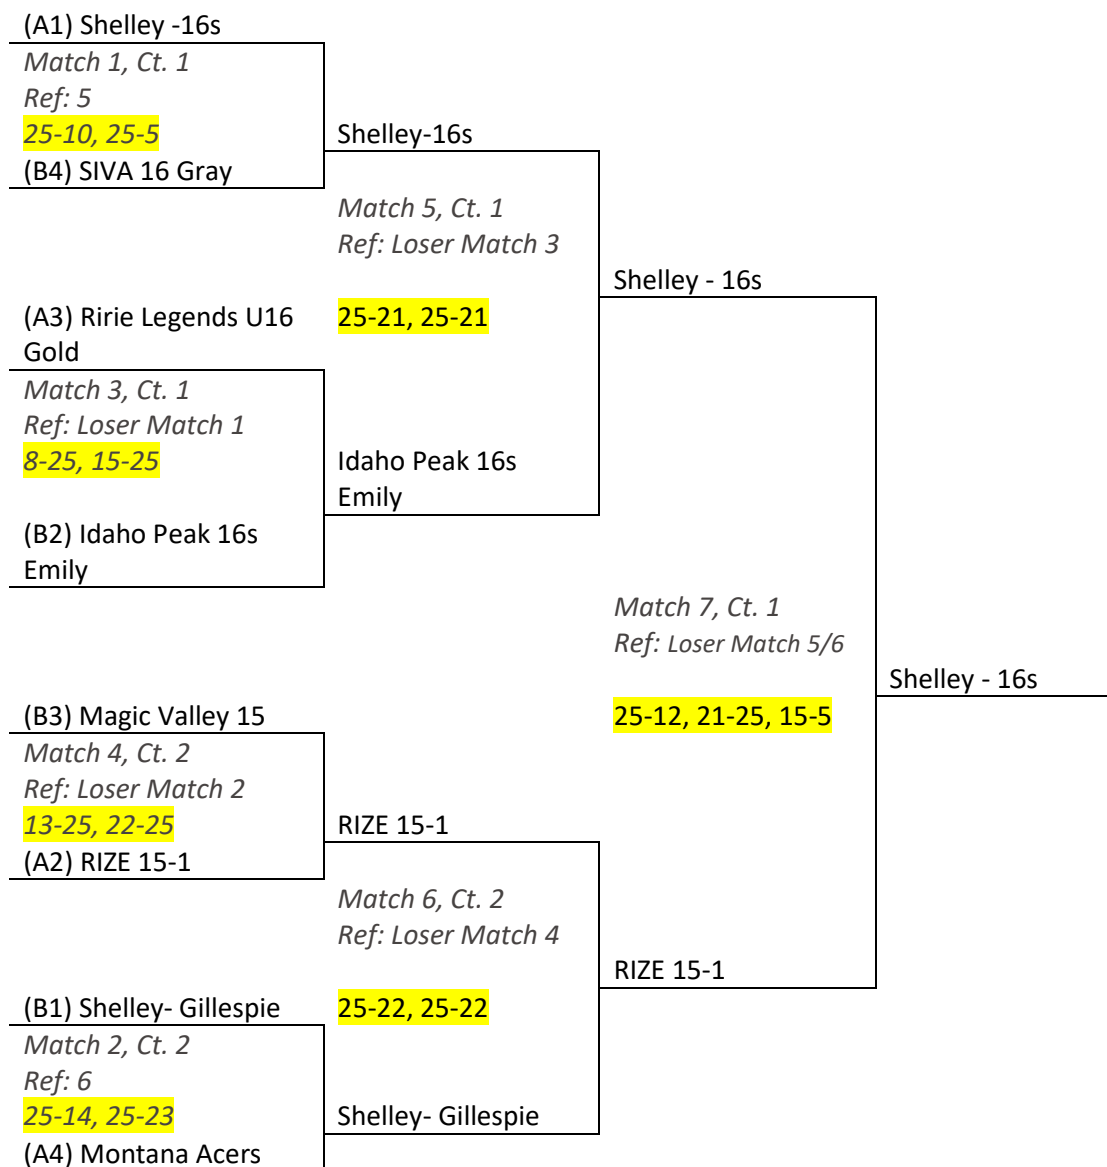 (A1) Shelley -16s
Match 1, Ct. 1
Ref: 5
25-10, 25-5
(B4) SIVA 16 Gray
(A3) Ririe Legends U16
Gold
Match 3, Ct. 1
Ref: Loser Match 1
8-25, 15-25
(B2) Idaho Peak 16s
Emily
(B3) Magic Valley 15
Match 4, Ct. 2
Ref: Loser Match 2
13-25, 22-25
(A2) RIZE 15-1
(B1) Shelley- Gillespie
Match 2, Ct. 2
Ref: 6
25-14, 25-23
(A4) Montana Acers
Shelley-16s
Match 5, Ct. 1
Ref: Loser Match 3
25-21, 25-21
Idaho Peak 16s
Emily
RIZE 15-1
Match 6, Ct. 2
Ref: Loser Match 4
25-22, 25-22
Shelley- Gillespie
Shelley - 16s
Match 7, Ct. 1
Ref: Loser Match 5/6
25-12, 21-25, 15-5
RIZE 15-1
Shelley - 16s